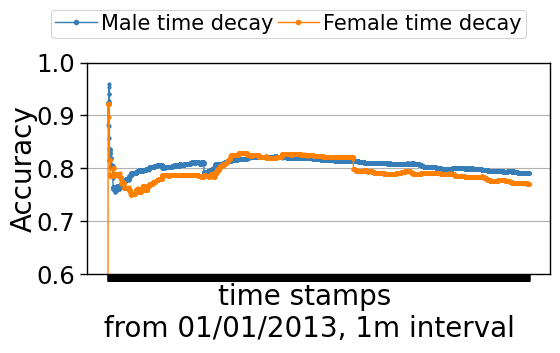 Male time decay Female time decay
1.0
0.9
0.8
0.7
0.6
Accuracy
time stamps
from 01/01/2013, 1m interval